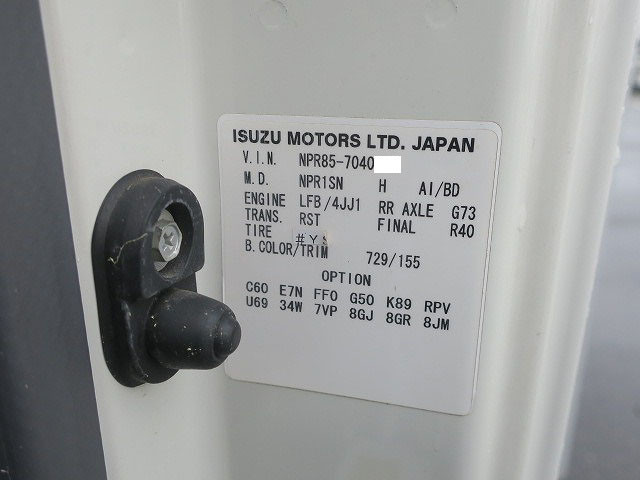 ISUZU MOTORS LTD. JAPAN
V.I.N. NPR85-7040
M.D. NPR1SN H AI/BD
ENGINE LFB/4JJ1 RR AXLE G73
TRANS. RST FINAL R40
TIRE #YS
B.COLOR/TRIM 729/155
OPTION
C60 E7N FF0 G50 K89 RPV
U69 34W 7VP 8GJ 8GR 8JM